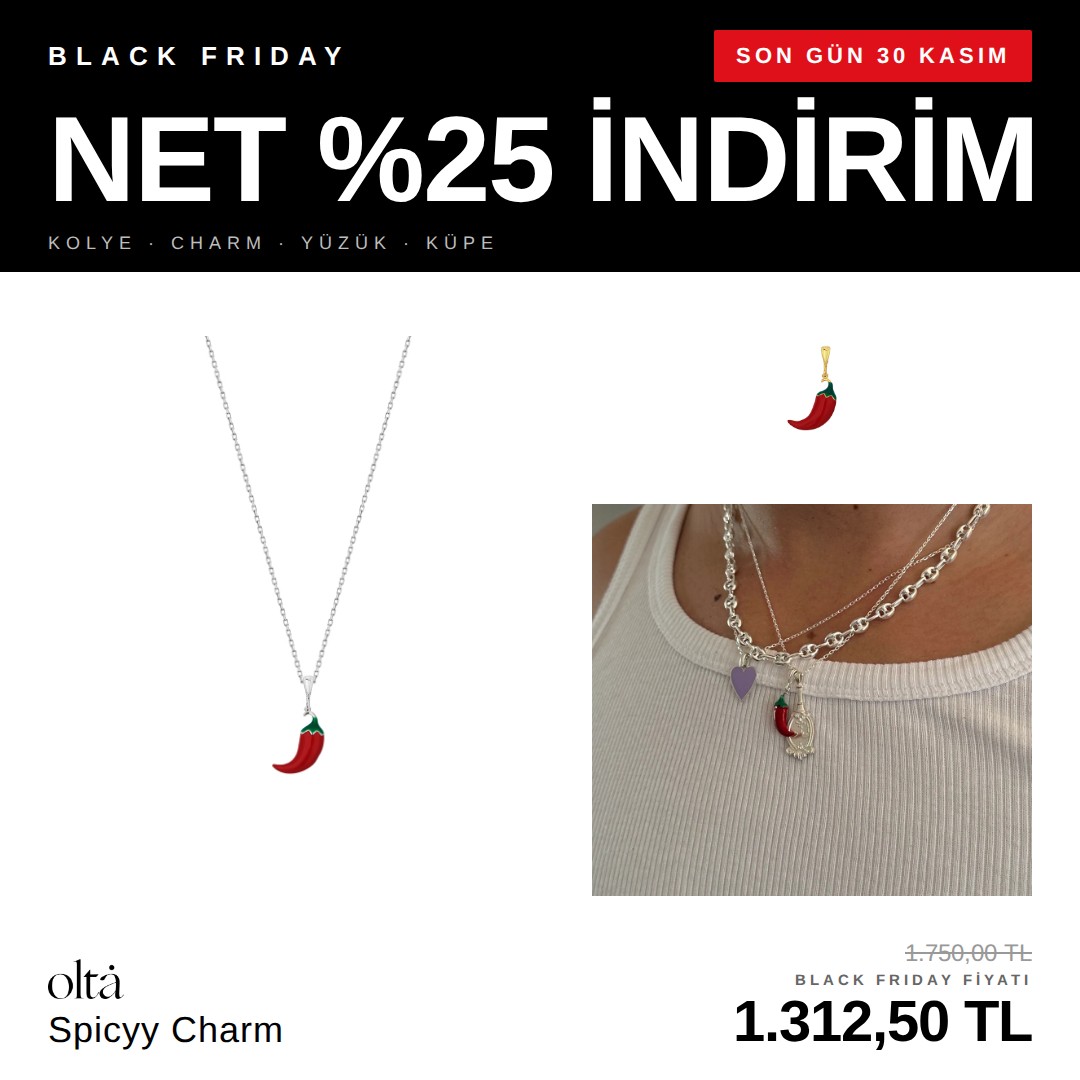 BLACK FRIDAY
SON GÜN 30 KASIM
NET %25 İNDİRİM
KOLYE · CHARM · YÜZÜK · KÜPE
olta
Spicyy Charm
1.750,00 TL
BLACK FRIDAY FİYATI
1.312,50 TL